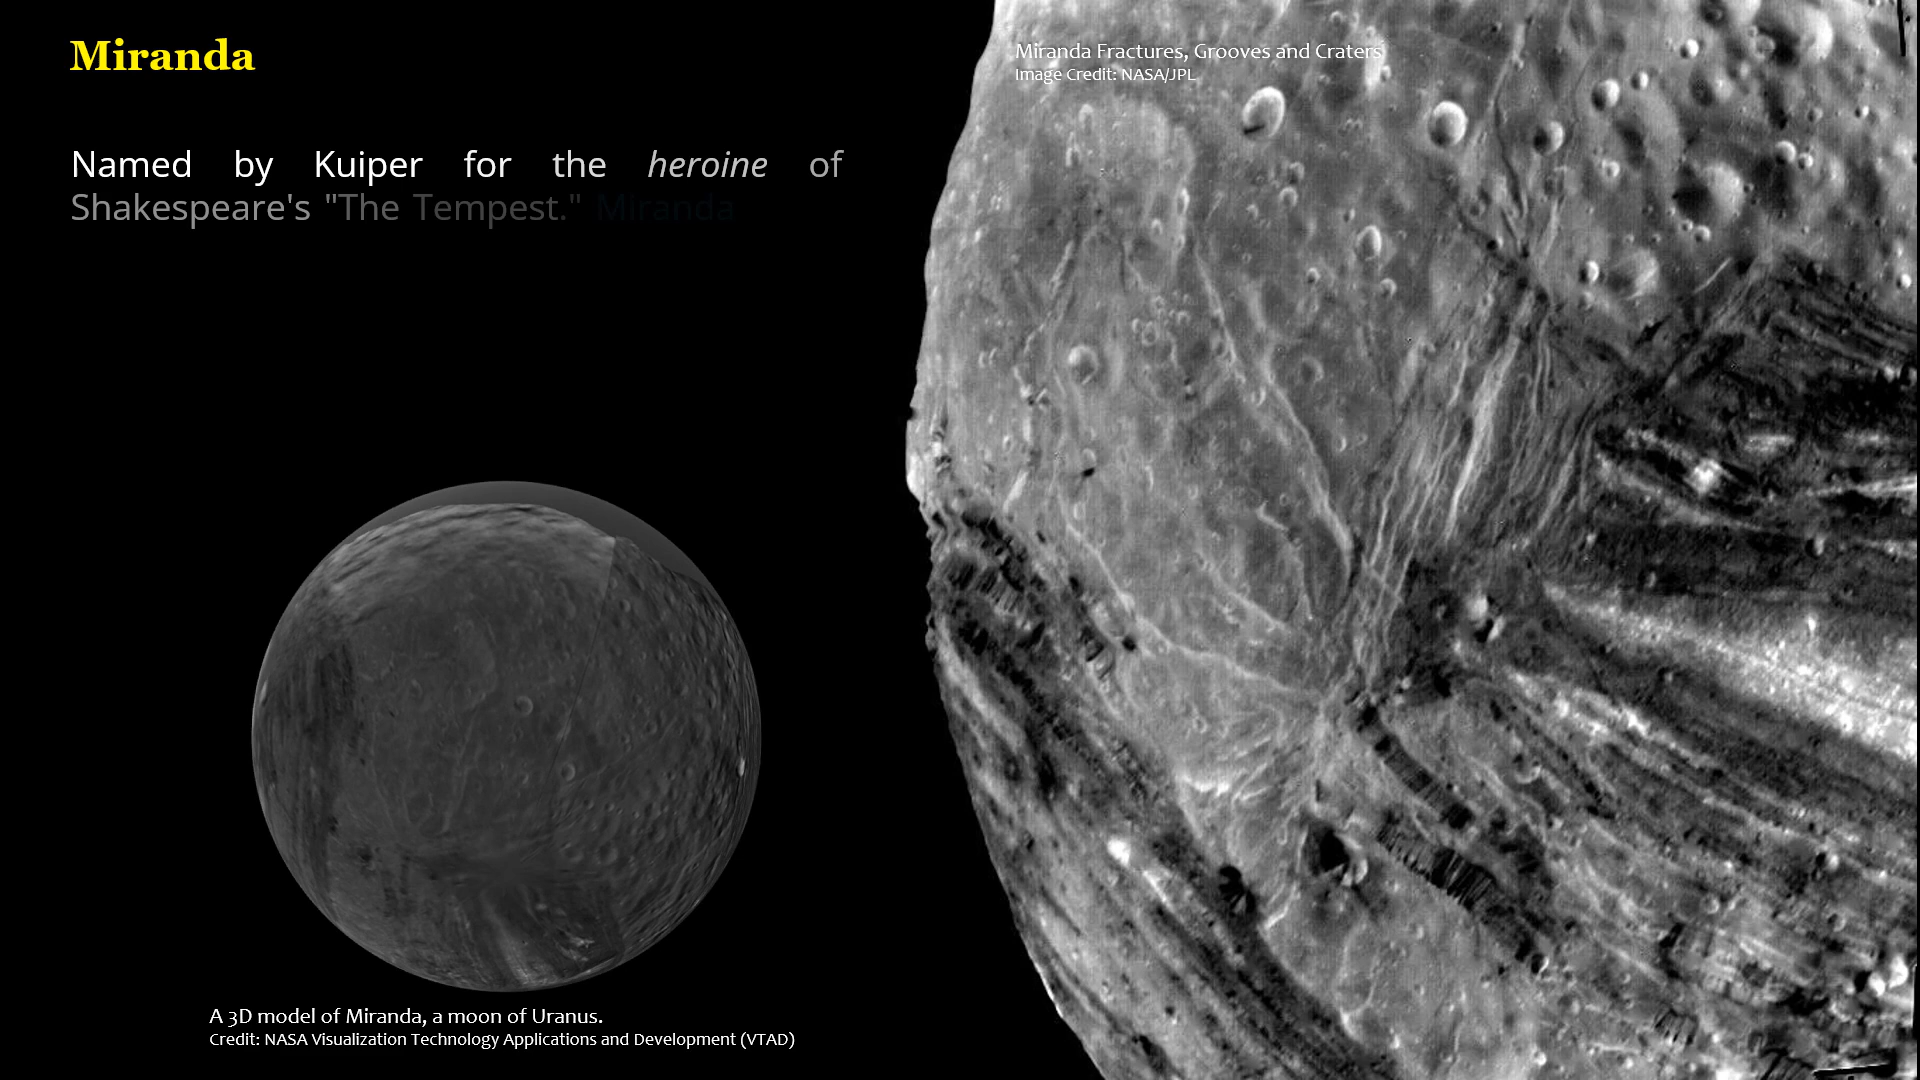 Miranda
Named by Kuiper for the heroine of
Shakespeare's "The Tempest." Miranda
Miranda Fractures, Grooves and Craters
Image Credit: NASA/JPL
A 3D model of Miranda, a moon of Uranus.
Credit: NASA Visualization Technology Applications and Development (VTAD)